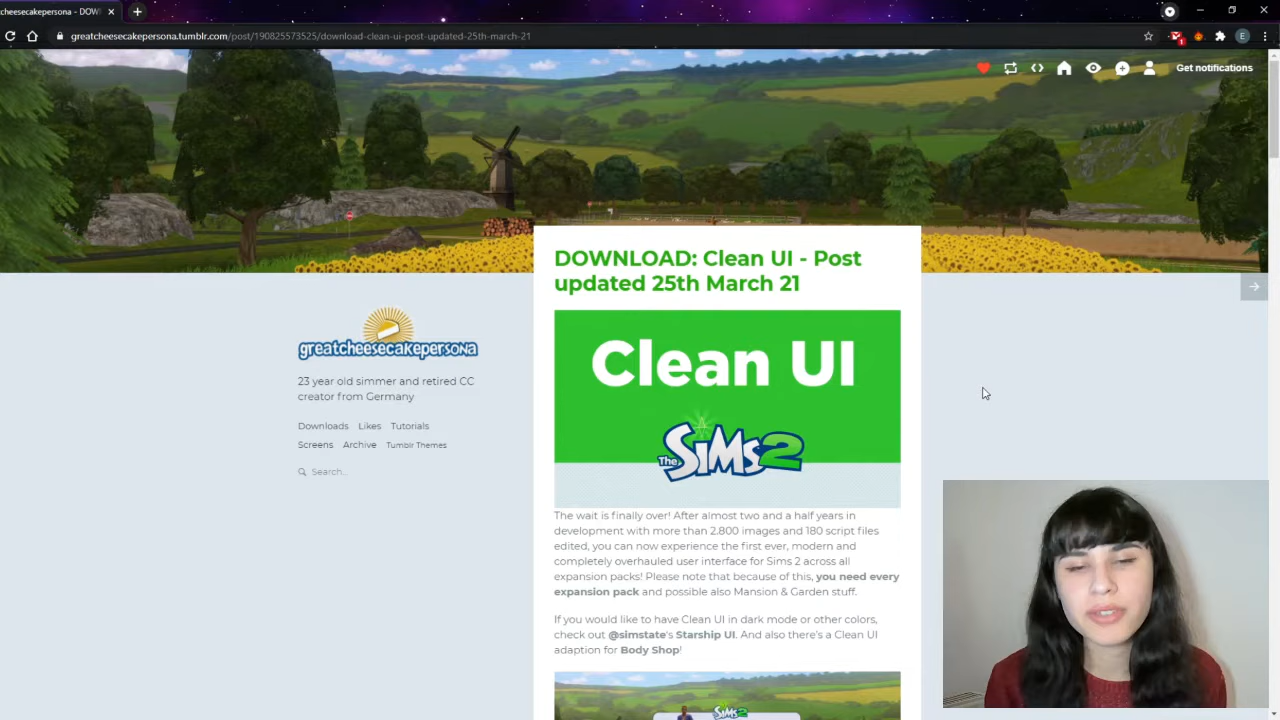 cheesecakepersona - DOW
greatcheesecakepersona.tumblr.com/post/190825573525/download-clean-ui-post-updated-25th-march-21
1
E
Get notifications
DOWNLOAD: Clean UI - Post
updated 25th March 21
Clean UI
The Sims 2
greatcheesecakepersona
23 year old simmer and retired CC
creator from Germany
Downloads Likes Tutorials
Screens Archive Tumblr Themes
Search...
The wait is finally over! After almost two and a half years in
development with more than 2.800 images and 180 script files
edited, you can now experience the first ever, modern and
completely overhauled user interface for Sims 2 across all
expansion packs! Please note that because of this, you need every
expansion pack and possible also Mansion & Garden stuff.
If you would like to have Clean UI in dark mode or other colors,
check out @simstate's Starship UI. And also there's a Clean UI
adaption for Body Shop!
The Sims 2